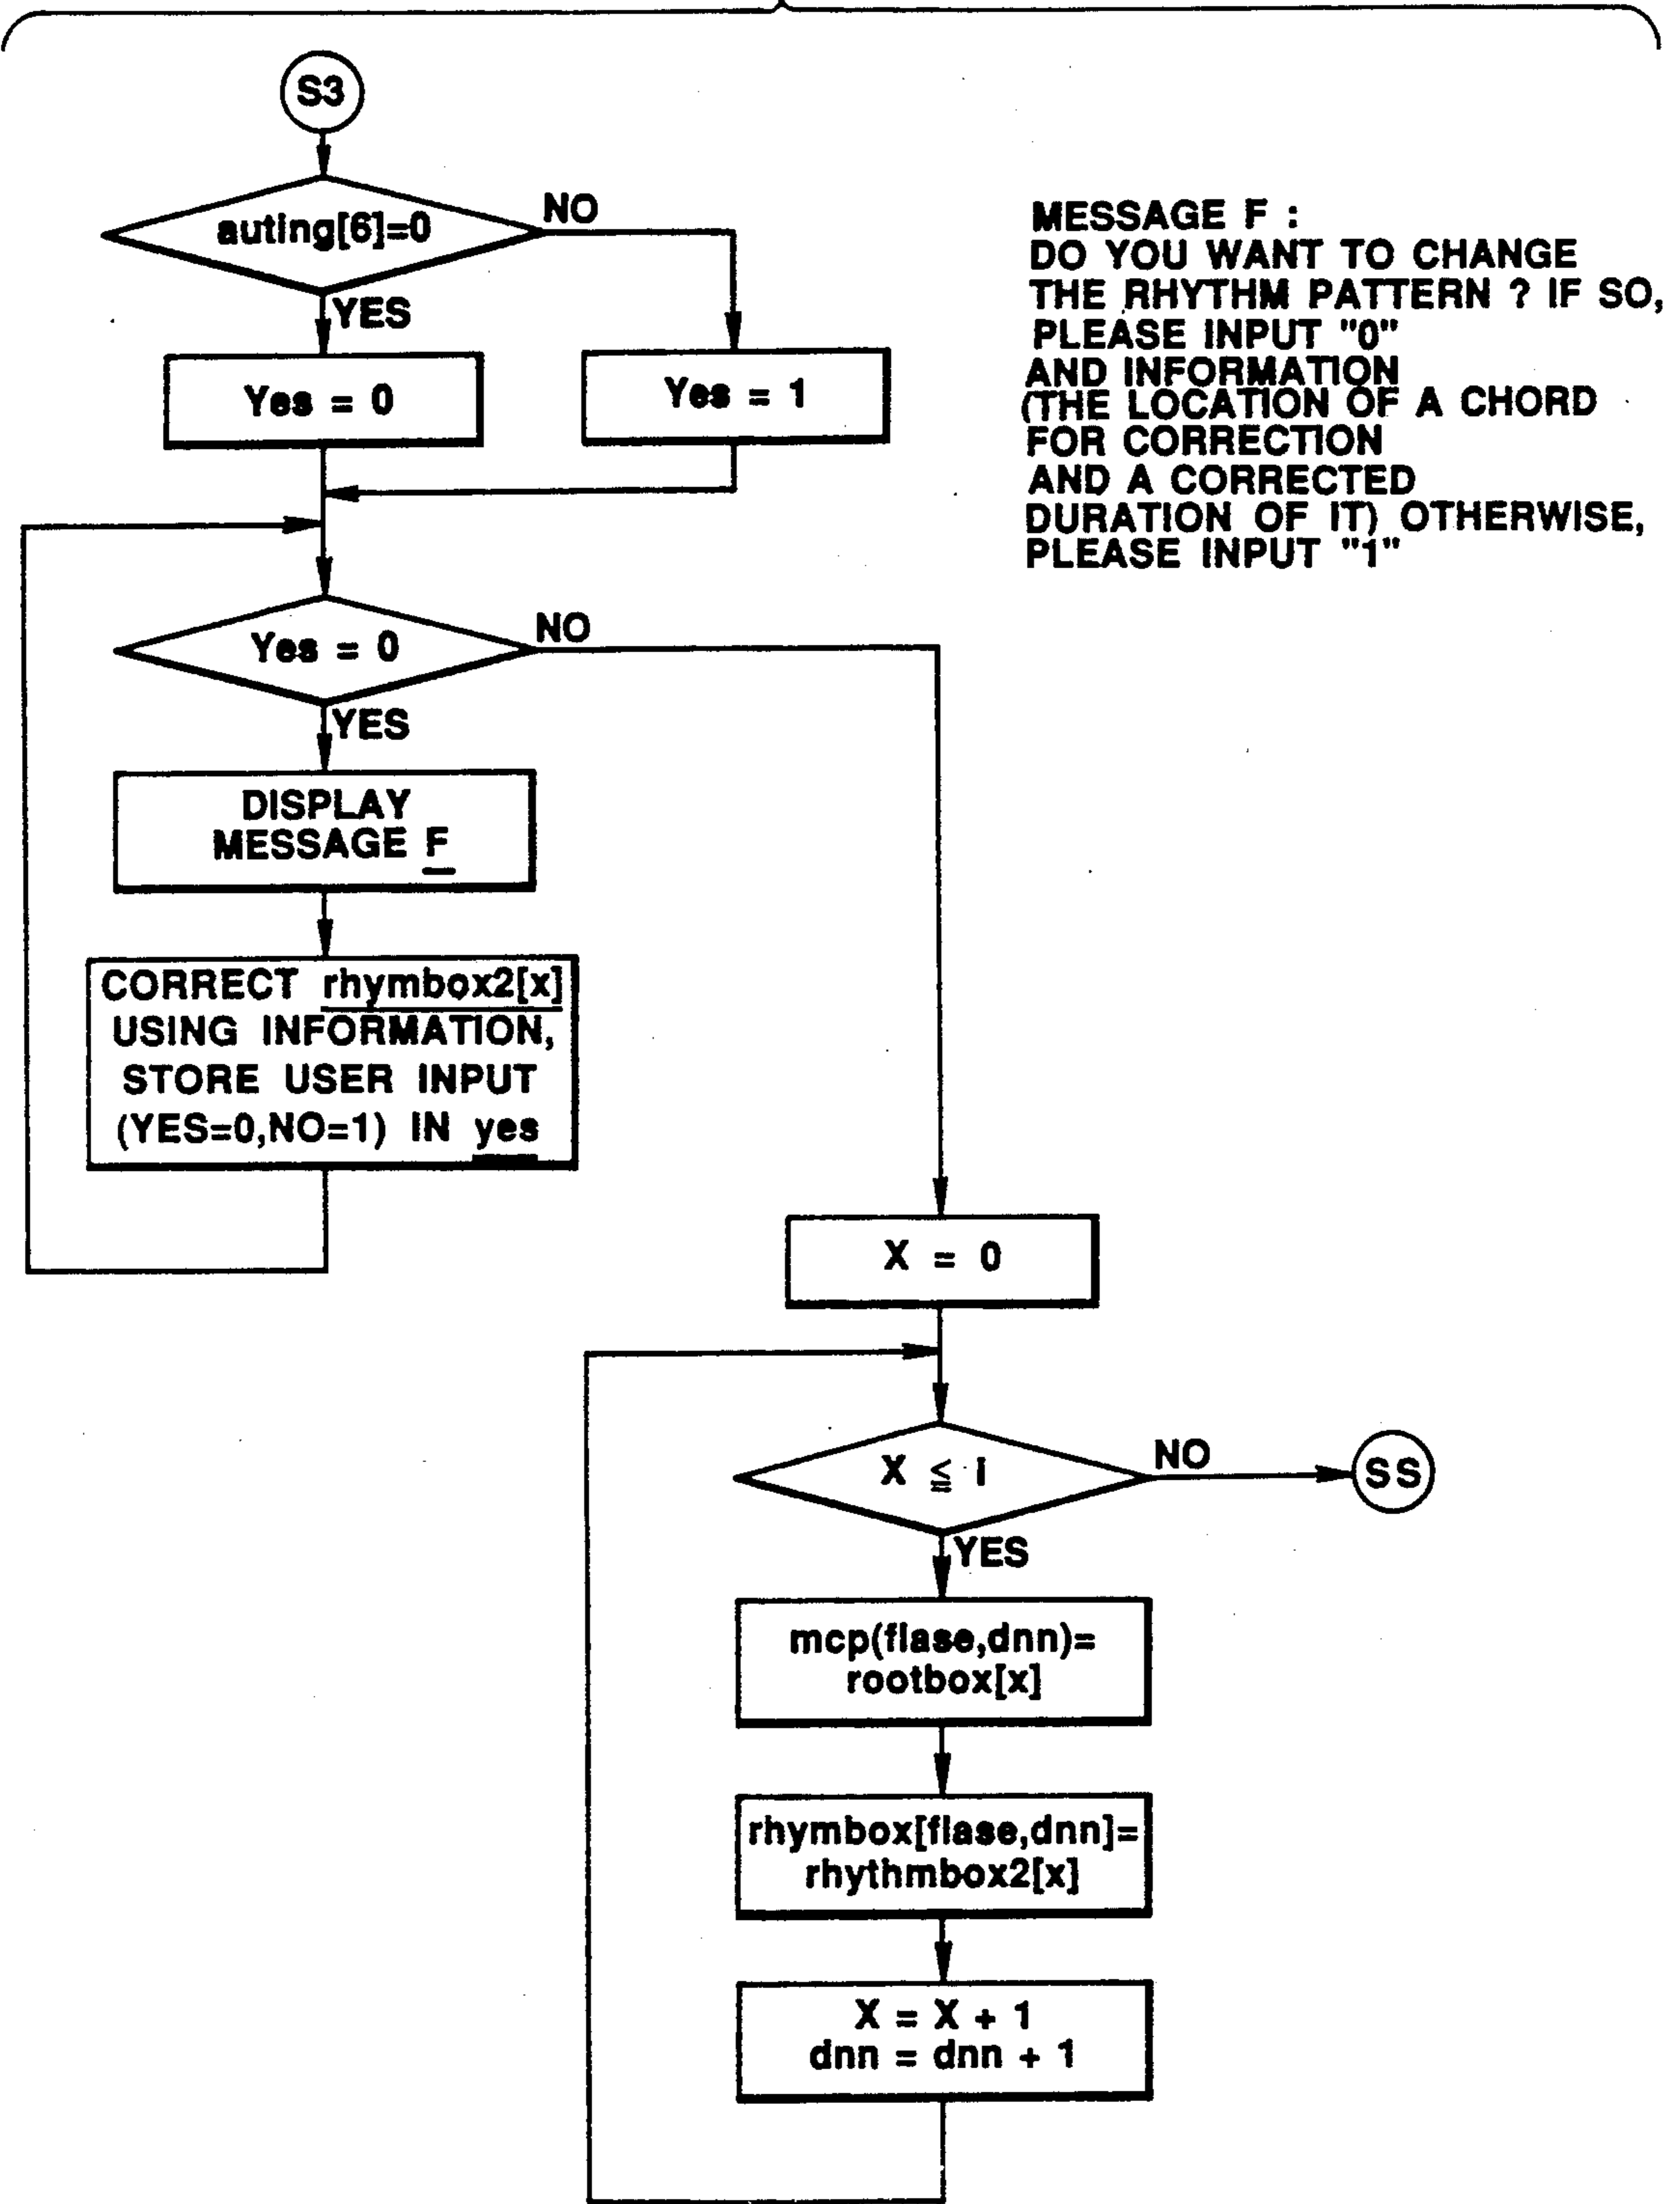 S3
auting[6]=0
NO
YES
Yes = 0
Yes = 1
MESSAGE F :
DO YOU WANT TO CHANGE
THE RHYTHM PATTERN ? IF SO,
PLEASE INPUT "0"
AND INFORMATION
(THE LOCATION OF A CHORD
FOR CORRECTION
AND A CORRECTED
DURATION OF IT) OTHERWISE,
PLEASE INPUT "1"
Yes = 0
NO
YES
DISPLAY
MESSAGE F
CORRECT rhymbox2[x]
USING INFORMATION,
STORE USER INPUT
(YES=0,NO=1) IN yes
X = 0
X ≦ i
NO
SS
YES
mcp(flase,dnn)=
rootbox[x]
rhymbox[flase,dnn]=
rhythmbox2[x]
X = X + 1
dnn = dnn + 1